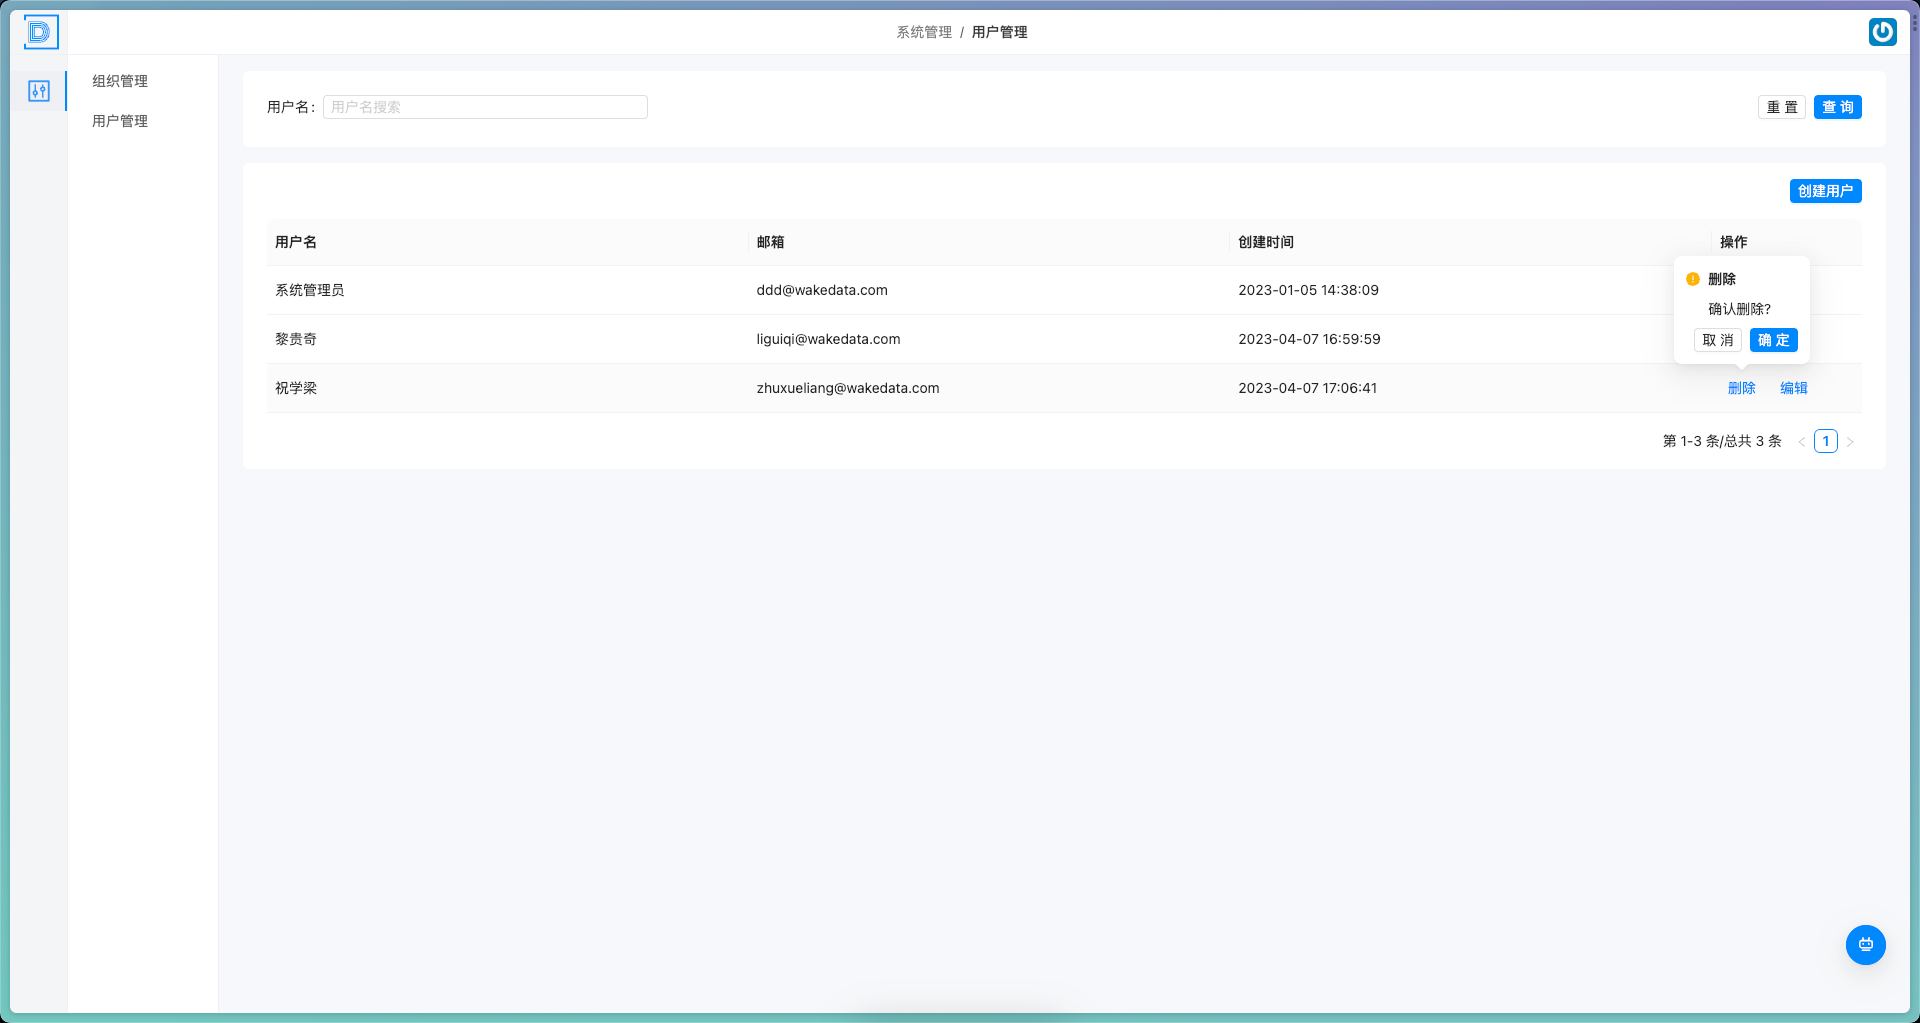 系统管理 / 用户管理
组织管理
用户管理
用户名: 用户名搜索
重 置 查 询
创建用户
用户名 邮箱 创建时间 操作
系统管理员 ddd@wakedata.com 2023-01-05 14:38:09
黎贵奇 liguiqi@wakedata.com 2023-04-07 16:59:59
祝学梁 zhuxueliang@wakedata.com 2023-04-07 17:06:41 删除 编辑
删除
确认删除?
取 消 确 定
第 1-3 条/总共 3 条 < 1 >